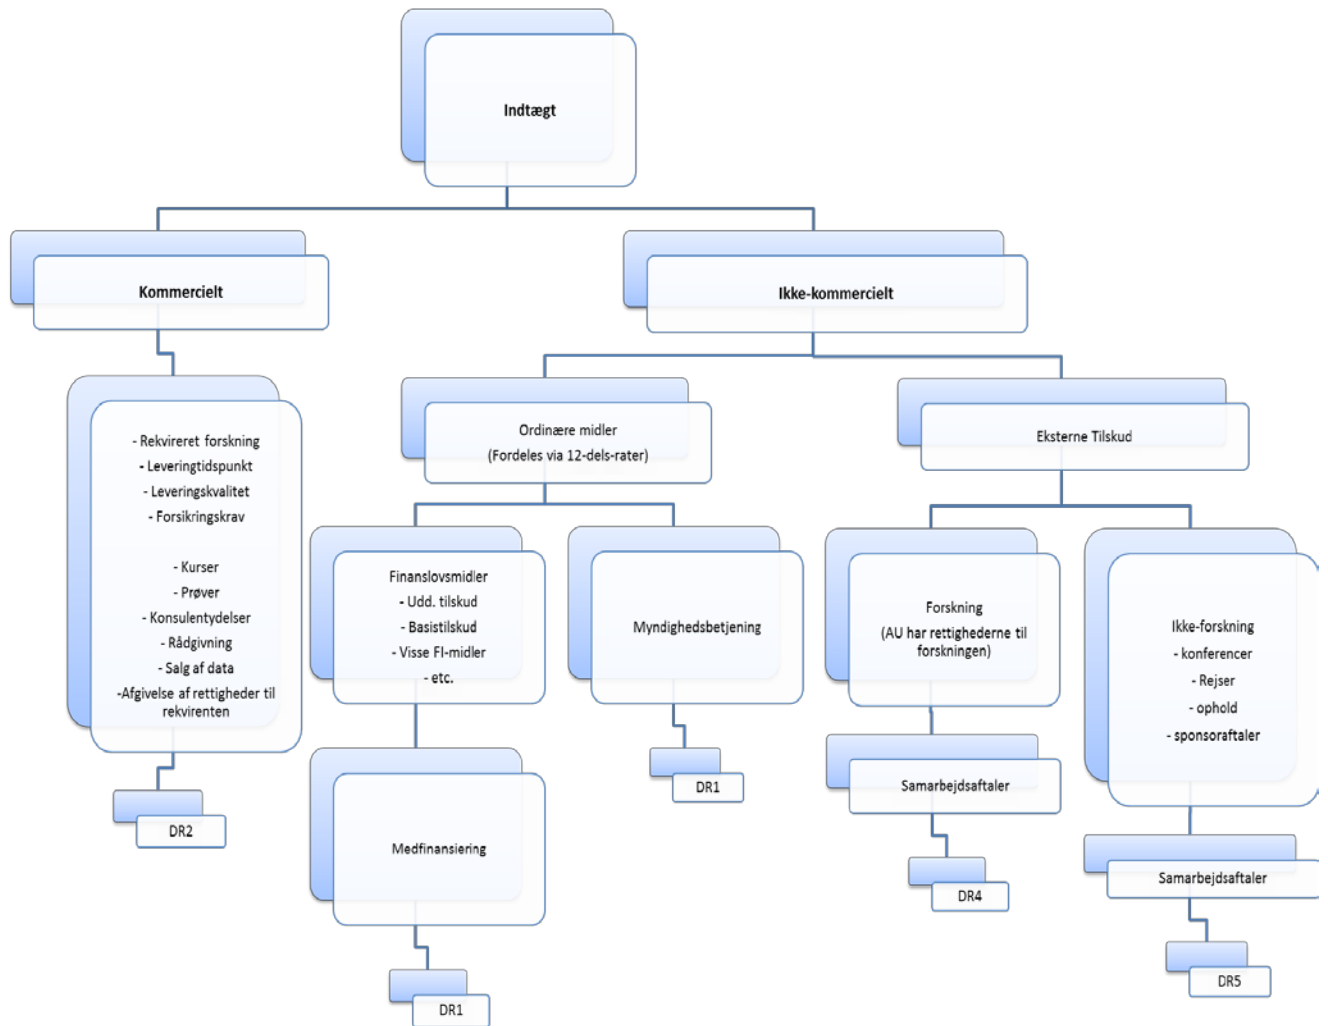 Indtægt
Kommercielt
Ikke-kommercielt
- Rekvireret forskning
- Leveringtidspunkt
- Leveringskvalitet
- Forsikringskrav
- Kurser
- Prøver
- Konsulentydelser
- Rådgivning
- Salg af data
-Afgivelse af rettigheder til
rekvirenten
DR2
Ordinære midler
(Fordeles via 12-dels-rater)
Eksterne Tilskud
Finanslovsmidler
- Udd. tilskud
- Basistilskud
- Visse FI-midler
- etc.
Myndighedsbetjening
Forskning
(AU har rettighederne til
forskningen)
Ikke-forskning
- konferencer
- Rejser
- ophold
- sponsoraftaler
Medfinansiering
DR1
DR1
Samarbejdsaftaler
DR4
Samarbejdsaftaler
DR5